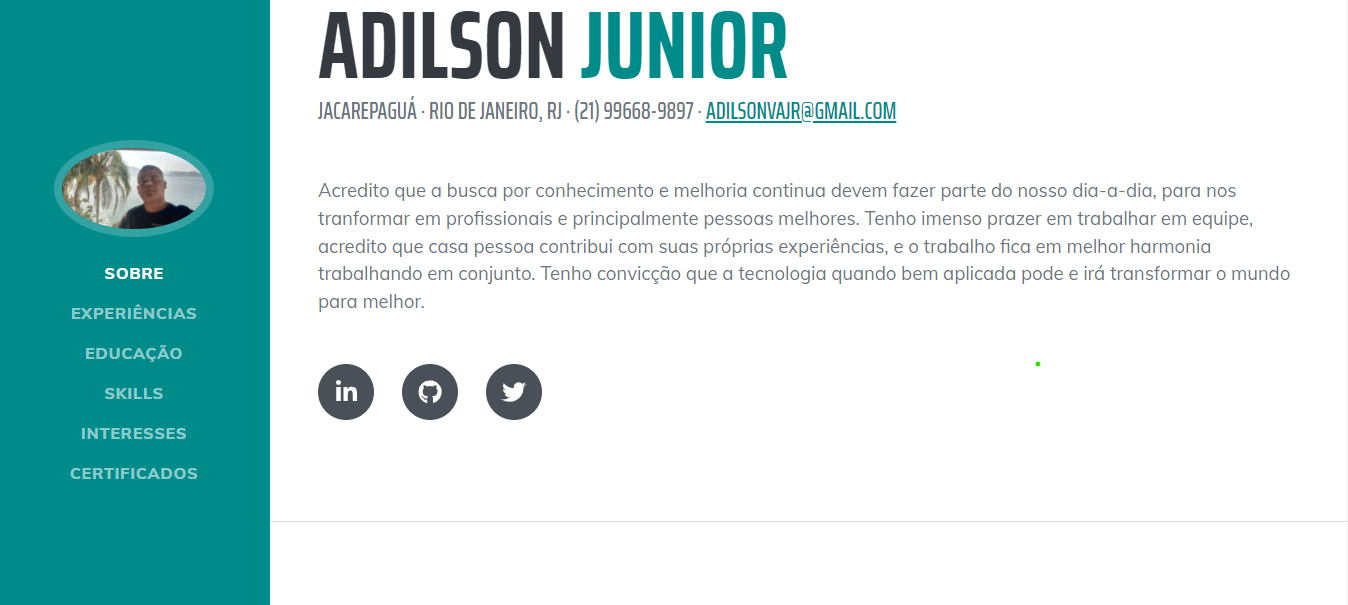 ADILSON JUNIOR
JACAREPAGUÁ · RIO DE JANEIRO, RJ · (21) 99668-9897 · ADILSONVAJR@GMAIL.COM
Acredito que a busca por conhecimento e melhoria continua devem fazer parte do nosso dia-a-dia, para nos
tranformar em profissionais e principalmente pessoas melhores. Tenho imenso prazer em trabalhar em equipe,
acredito que casa pessoa contribui com suas próprias experiências, e o trabalho fica em melhor harmonia
trabalhando em conjunto. Tenho convicção que a tecnologia quando bem aplicada pode e irá transformar o mundo
para melhor.
in
SOBRE
EXPERIÊNCIAS
EDUCAÇÃO
SKILLS
INTERESSES
CERTIFICADOS